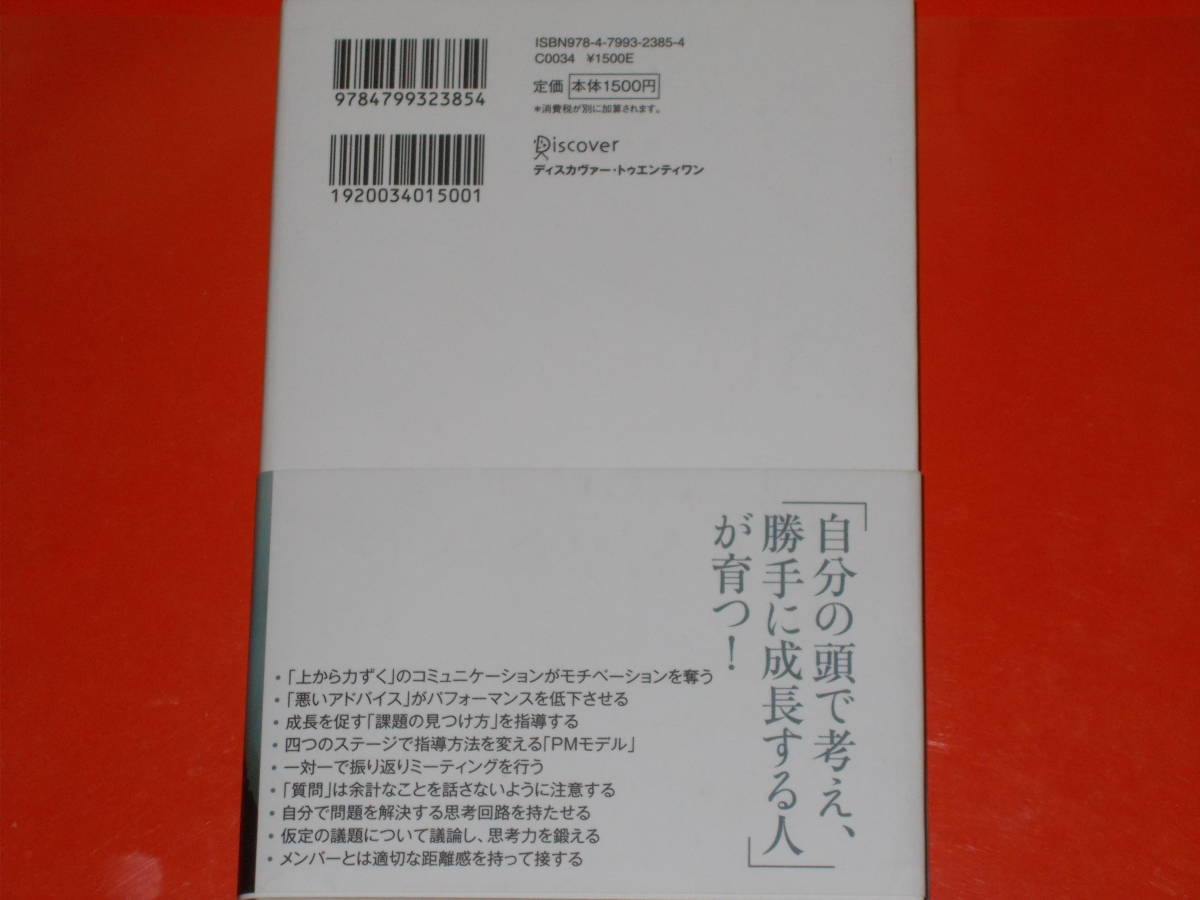 ISBN978-4-7993-2385-4
C0034 ¥1500E
定価 本体1500円
*消費税が別に加算されます。
9784799323854
Discover
ディスカヴァー・トゥエンティワン
1920034015001
「自分の頭で考え、
勝手に成長する人」
が育つ！
・「上から力ずく」のコミュニケーションがモチベーションを奪う
・「悪いアドバイス」がパフォーマンスを低下させる
・成長を促す「課題の見つけ方」を指導する
・四つのステージで指導方法を変える「PMモデル」
・一対一で振り返りミーティングを行う
・「質問」は余計なことを話さないように注意する
・自分で問題を解決する思考回路を持たせる
・仮定の議題について議論し、思考力を鍛える
・メンバーとは適切な距離感を持って接する